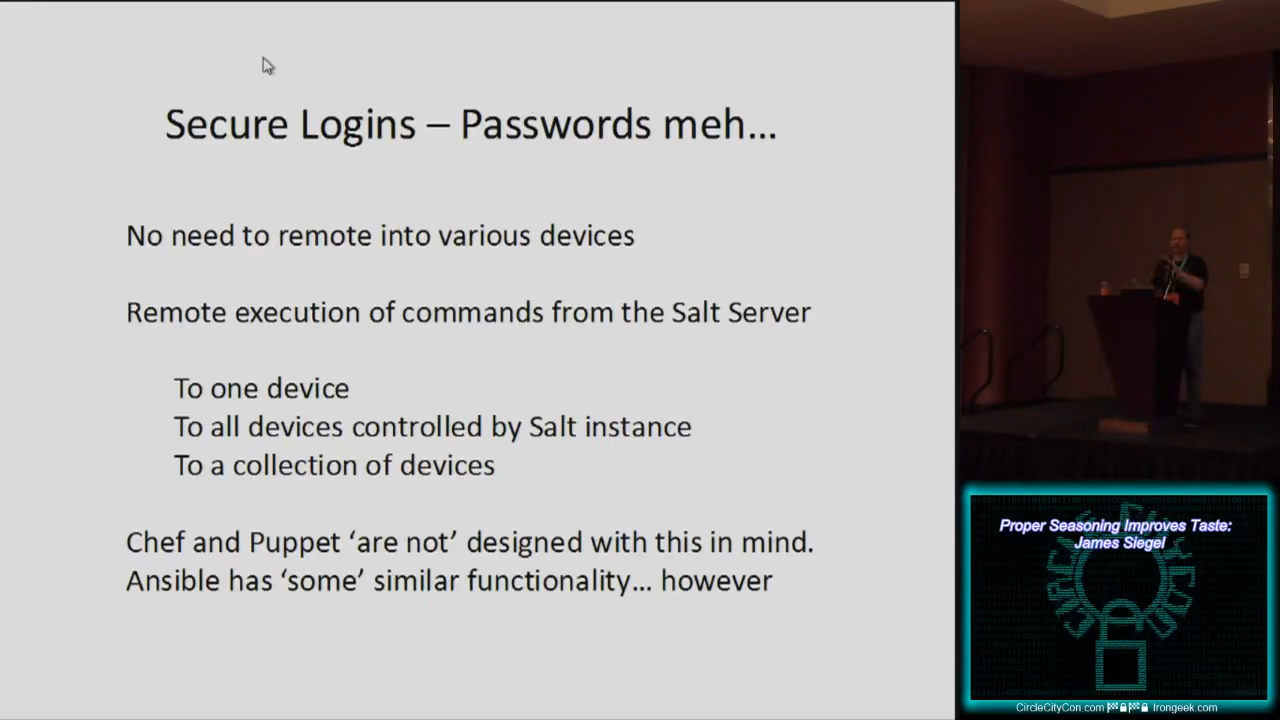 Secure Logins – Passwords meh...
No need to remote into various devices
Remote execution of commands from the Salt Server
To one device
To all devices controlled by Salt instance
To a collection of devices
Chef and Puppet ‘are not’ designed with this in mind.
Ansible has ‘some’ similar functionality... however
Proper Seasoning Improves Taste:
James Siegel
CircleCityCon.com Irongeek.com